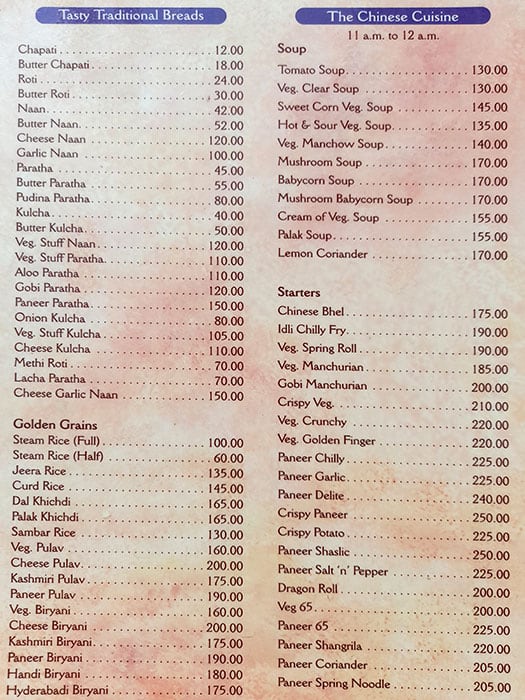 Tasty Traditional Breads
Chapati 12.00
Butter Chapati 18.00
Roti 24.00
Butter Roti 30.00
Naan 42.00
Butter Naan 52.00
Cheese Naan 120.00
Garlic Naan 100.00
Paratha 45.00
Butter Paratha 55.00
Pudina Paratha 80.00
Kulcha 40.00
Butter Kulcha 50.00
Veg. Stuff Naan 120.00
Veg. Stuff Paratha 110.00
Aloo Paratha 110.00
Gobi Paratha 120.00
Paneer Paratha 150.00
Onion Kulcha 80.00
Veg. Stuff Kulcha 105.00
Cheese Kulcha 110.00
Methi Roti 70.00
Lacha Paratha 70.00
Cheese Garlic Naan 150.00
Golden Grains
Steam Rice (Full) 100.00
Steam Rice (Half) 60.00
Jeera Rice 135.00
Curd Rice 145.00
Dal Khichdi 165.00
Palak Khichdi 165.00
Sambar Rice 130.00
Veg. Pulav 160.00
Cheese Pulav 200.00
Kashmiri Pulav 175.00
Paneer Pulav 190.00
Veg. Biryani 160.00
Cheese Biryani 200.00
Kashmiri Biryani 175.00
Paneer Biryani 190.00
Handi Biryani 180.00
Hyderabadi Biryani 175.00
The Chinese Cuisine
11 a.m. to 12 a.m.
Soup
Tomato Soup 130.00
Veg. Clear Soup 130.00
Sweet Corn Veg. Soup 145.00
Hot & Sour Veg. Soup 135.00
Veg. Manchow Soup 140.00
Mushroom Soup 170.00
Babycorn Soup 170.00
Mushroom Babycorn Soup 170.00
Cream of Veg. Soup 155.00
Palak Soup 155.00
Lemon Coriander 170.00
Starters
Chinese Bhel 175.00
Idli Chilly Fry 190.00
Veg. Spring Roll 190.00
Veg. Manchurian 185.00
Gobi Manchurian 200.00
Crispy Veg. 210.00
Veg. Crunchy 220.00
Veg. Golden Finger 220.00
Paneer Chilly 225.00
Paneer Garlic 225.00
Paneer Delite 240.00
Crispy Paneer 250.00
Crispy Potato 225.00
Paneer Shaslic 250.00
Paneer Salt 'n' Pepper 225.00
Dragon Roll 200.00
Veg 65 200.00
Paneer 65 225.00
Paneer Shangrila 220.00
Paneer Coriander 205.00
Paneer Spring Noodle 205.00